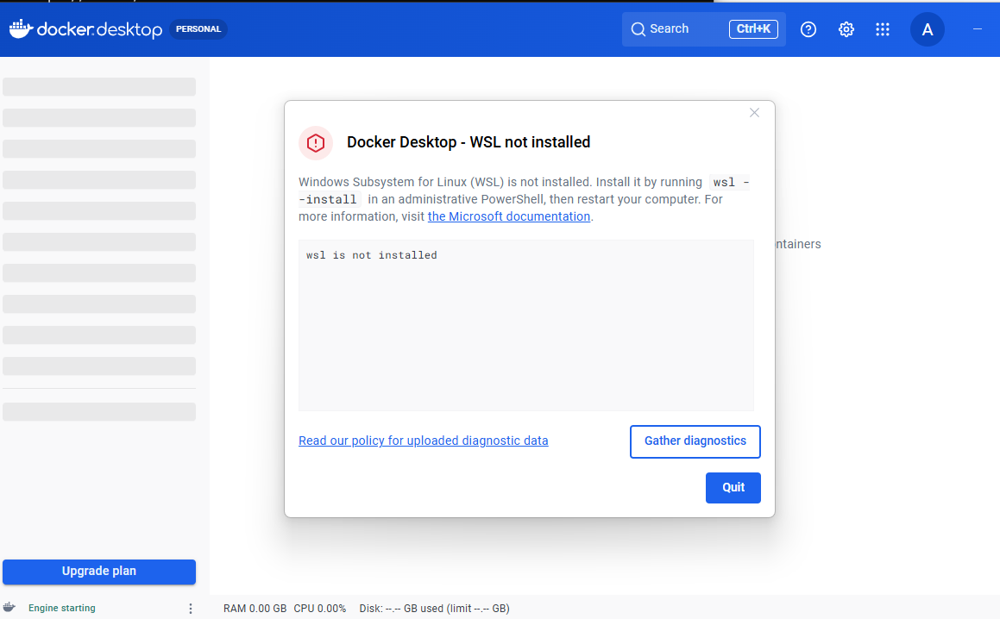 docker.desktop PERSONAL
Search Ctrl+K
A
Docker Desktop - WSL not installed
Windows Subsystem for Linux (WSL) is not installed. Install it by running wsl -
-install in an administrative PowerShell, then restart your computer. For
more information, visit the Microsoft documentation.
ntainers
wsl is not installed
Read our policy for uploaded diagnostic data
Gather diagnostics
Quit
Upgrade plan
Engine starting
RAM 0.00 GB CPU 0.00% Disk: --.-- GB used (limit --.-- GB)